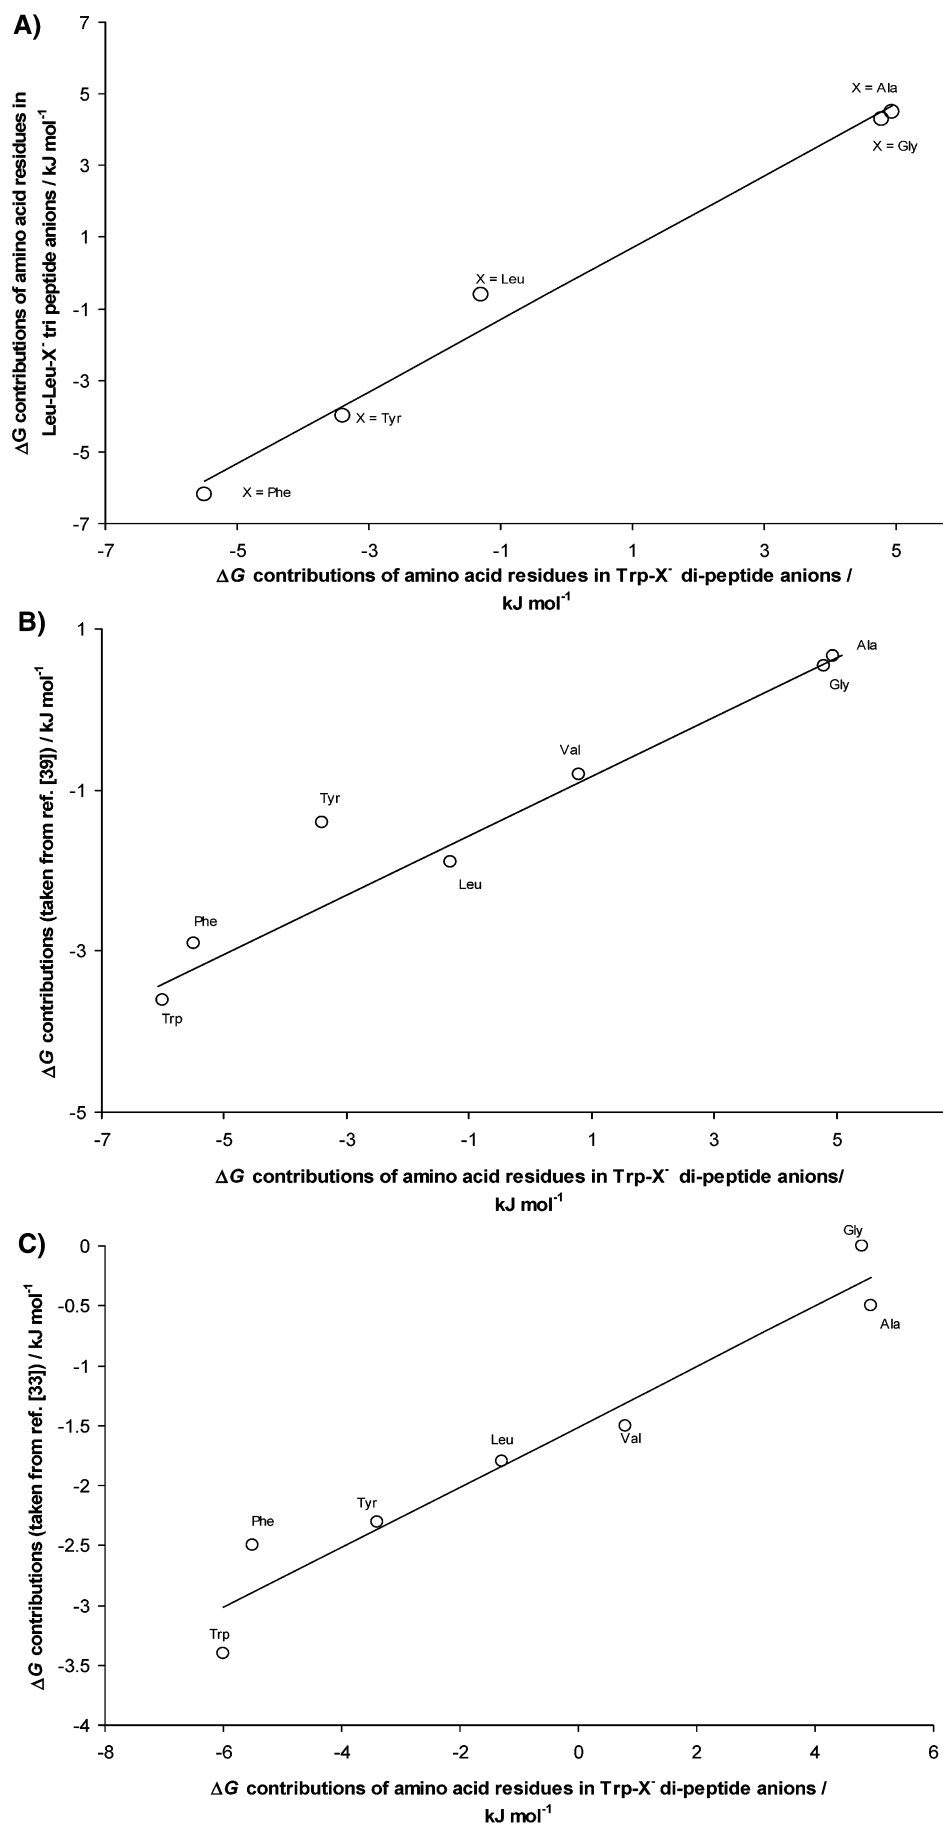 A)
ΔG contributions of amino acid residues in
Leu-Leu-X⁻ tri peptide anions / kJ mol⁻¹
7
5
3
1
-1
-3
-5
-7
X = Ala
X = Gly
X = Leu
X = Tyr
X = Phe
-7 -5 -3 -1 1 3 5
ΔG contributions of amino acid residues in Trp-X⁻ di-peptide anions /
kJ mol⁻¹
B)
ΔG contributions (taken from ref. [39]) / kJ mol⁻¹
1
-1
-3
-5
Ala
Gly
Val
Tyr
Leu
Phe
Trp
-7 -5 -3 -1 1 3 5
ΔG contributions of amino acid residues in Trp-X⁻ di-peptide anions/
kJ mol⁻¹
C)
ΔG contributions (taken from ref. [33]) / kJ mol⁻¹
0
-0.5
-1
-1.5
-2
-2.5
-3
-3.5
-4
Gly
Ala
Val
Leu
Tyr
Phe
Trp
-8 -6 -4 -2 0 2 4 6
ΔG contributions of amino acid residues in Trp-X⁻ di-peptide anions /
kJ mol⁻¹